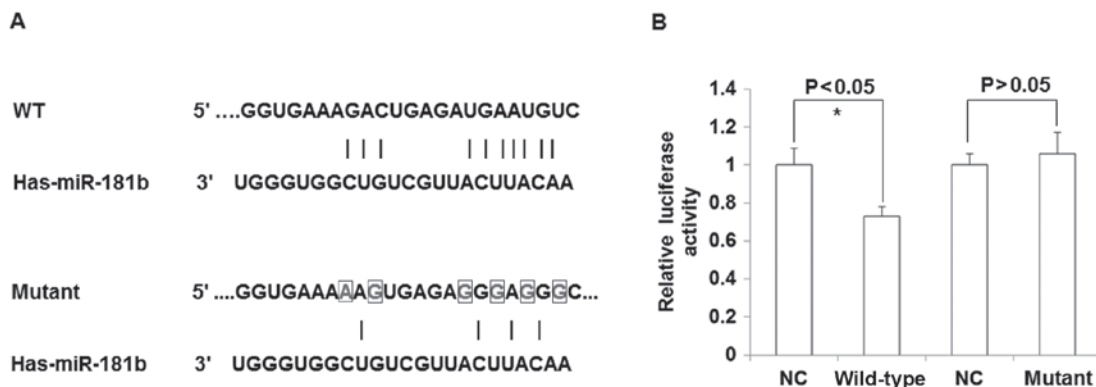 A
WT 5' ....GGUGAAAGACUGAGAUGAAUGUC
Has-miR-181b 3' UGGGUGGCUGUCGUUACUUACAA
Mutant 5' ....GGUGAAAAAGUGAGAGGGAGGGC...
Has-miR-181b 3' UGGGUGGCUGUCGUUACUUACAA
B
Relative luciferase
activity
1.4
1.2
1
0.8
0.6
0.4
0.2
0
P<0.05
*
P>0.05
NC Wild-type NC Mutant